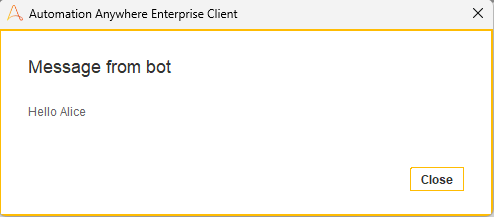 Automation Anywhere Enterprise Client
Message from bot
Hello Alice
Close